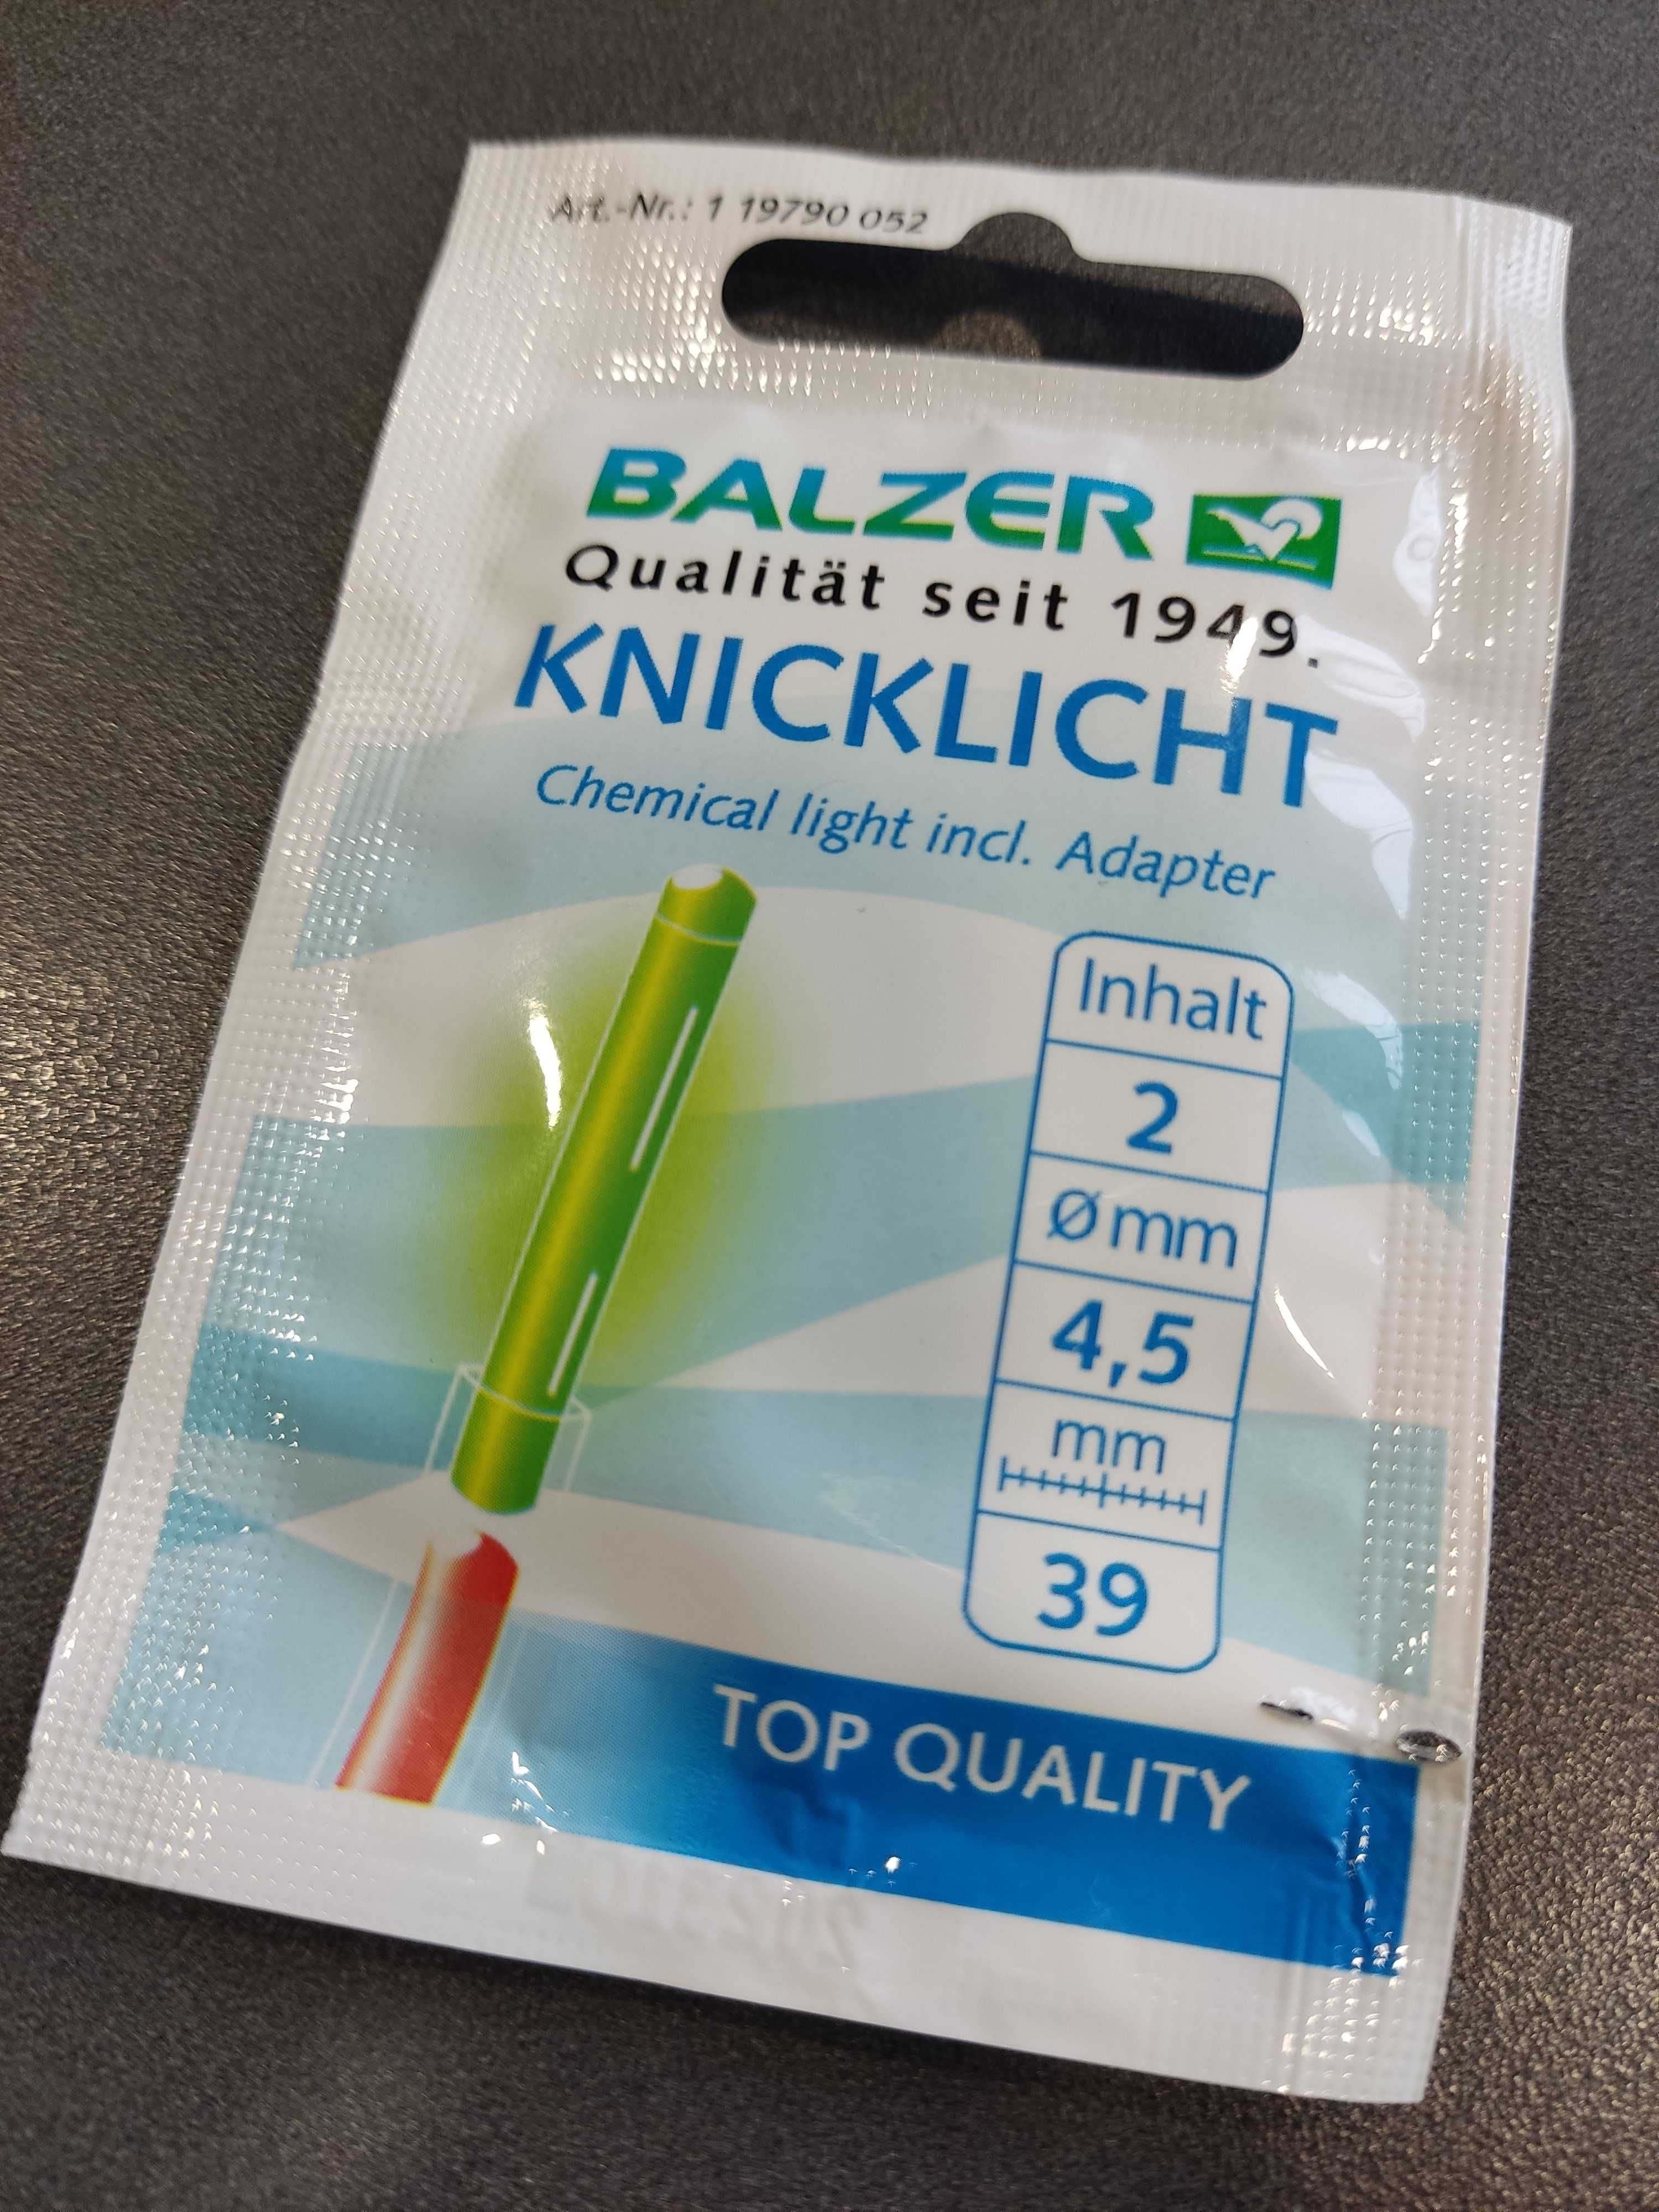 Art.-Nr.: 1 19790 052
BALZER
Qualität seit 1949.
KNICKLICHT
Chemical light incl. Adapter
Inhalt
2
Ø mm
4,5
mm
39
TOP QUALITY